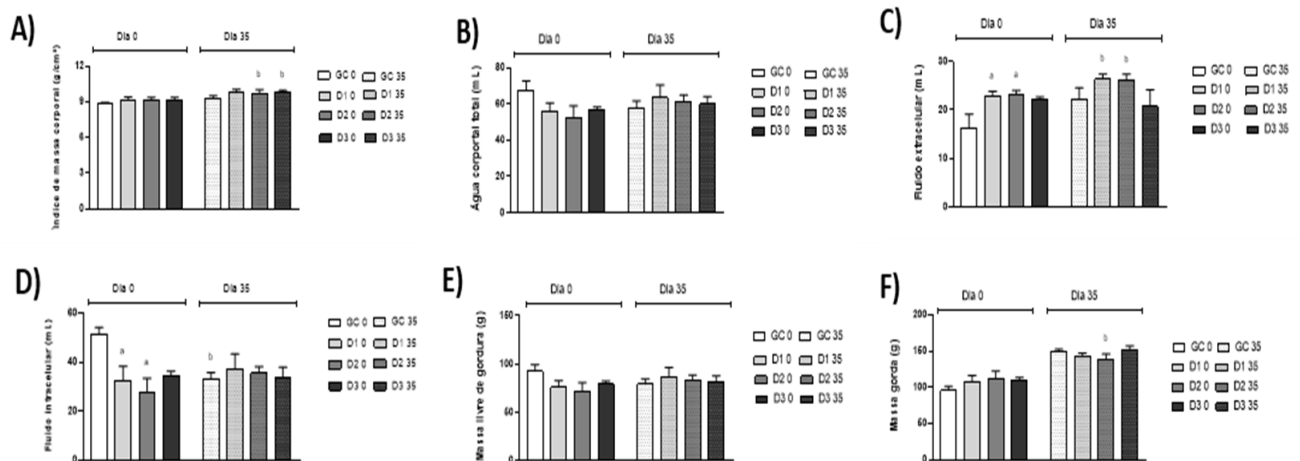 A)
Dia 0
Dia 35
Índice de massa corporal (g/cm²)
12
9
6
3
0
b
b
GC 0
GC 35
D1 0
D1 35
D2 0
D2 35
D3 0
D3 35
B)
Dia 0
Dia 35
Água corportal total (mL)
80
60
40
20
0
GC 0
GC 35
D1 0
D1 35
D2 0
D2 35
D3 0
D3 35
C)
Dia 0
Dia 35
Fluido extracelular (mL)
30
20
10
0
a
a
b
b
GC 0
GC 35
D1 0
D1 35
D2 0
D2 35
D3 0
D3 35
D)
Dia 0
Dia 35
Fluido intracelular (mL)
60
40
20
0
a
a
b
GC 0
GC 35
D1 0
D1 35
D2 0
D2 35
D3 0
D3 35
E)
Dia 0
Dia 35
Massa livre de gordura (g)
150
100
50
0
GC 0
GC 35
D1 0
D1 35
D2 0
D2 35
D3 0
D3 35
F)
Dia 0
Dia 35
Massa gorda (g)
200
150
100
50
0
b
GC 0
GC 35
D1 0
D1 35
D2 0
D2 35
D3 0
D3 35